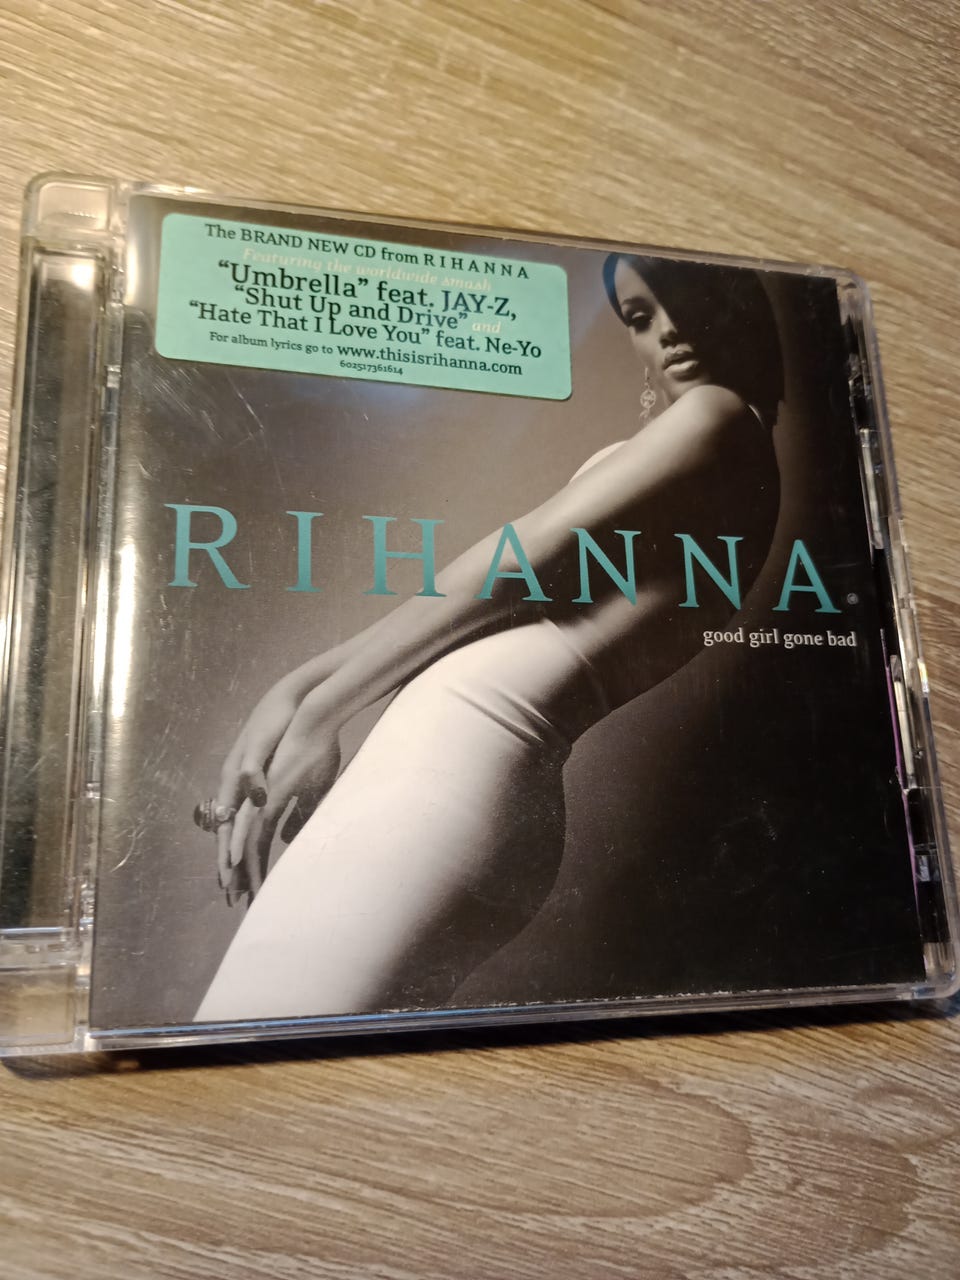 The BRAND NEW CD from RIHANNA
Featuring the worldwide smash
“Umbrella” feat. JAY-Z,
“Shut Up and Drive” and
“Hate That I Love You” feat. Ne-Yo
For album lyrics go to www.thisisrihanna.com
602517361614
RIHANNA
good girl gone bad